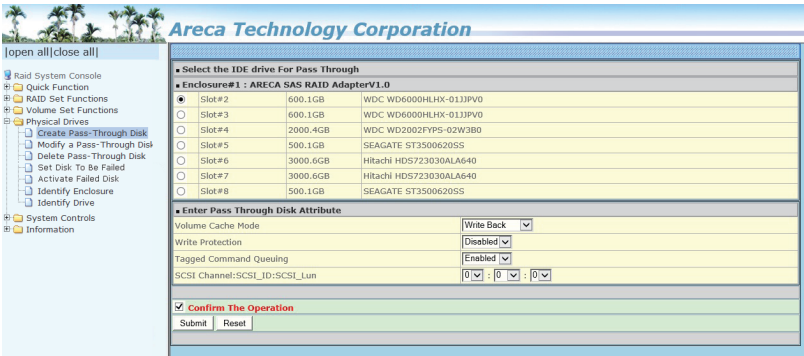 Areca Technology Corporation
|open all|close all|
Raid System Console
Quick Function
RAID Set Functions
Volume Set Functions
Physical Drives
Create Pass-Through Disk
Modify a Pass-Through Disk
Delete Pass-Through Disk
Set Disk To Be Failed
Activate Failed Disk
Identify Enclosure
Identify Drive
System Controls
Information
Select the IDE drive For Pass Through
Enclosure#1 : ARECA SAS RAID AdapterV1.0
Slot#2 600.1GB WDC WD6000HLHX-01JJPV0
Slot#3 600.1GB WDC WD6000HLHX-01JJPV0
Slot#4 2000.4GB WDC WD2002FYPS-02W3B0
Slot#5 500.1GB SEAGATE ST3500620SS
Slot#6 3000.6GB Hitachi HDS723030ALA640
Slot#7 3000.6GB Hitachi HDS723030ALA640
Slot#8 500.1GB SEAGATE ST3500620SS
Enter Pass Through Disk Attribute
Volume Cache Mode Write Back
Write Protection Disabled
Tagged Command Queuing Enabled
SCSI Channel:SCSI_ID:SCSI_Lun 0 : 0 : 0
Confirm The Operation
Submit Reset